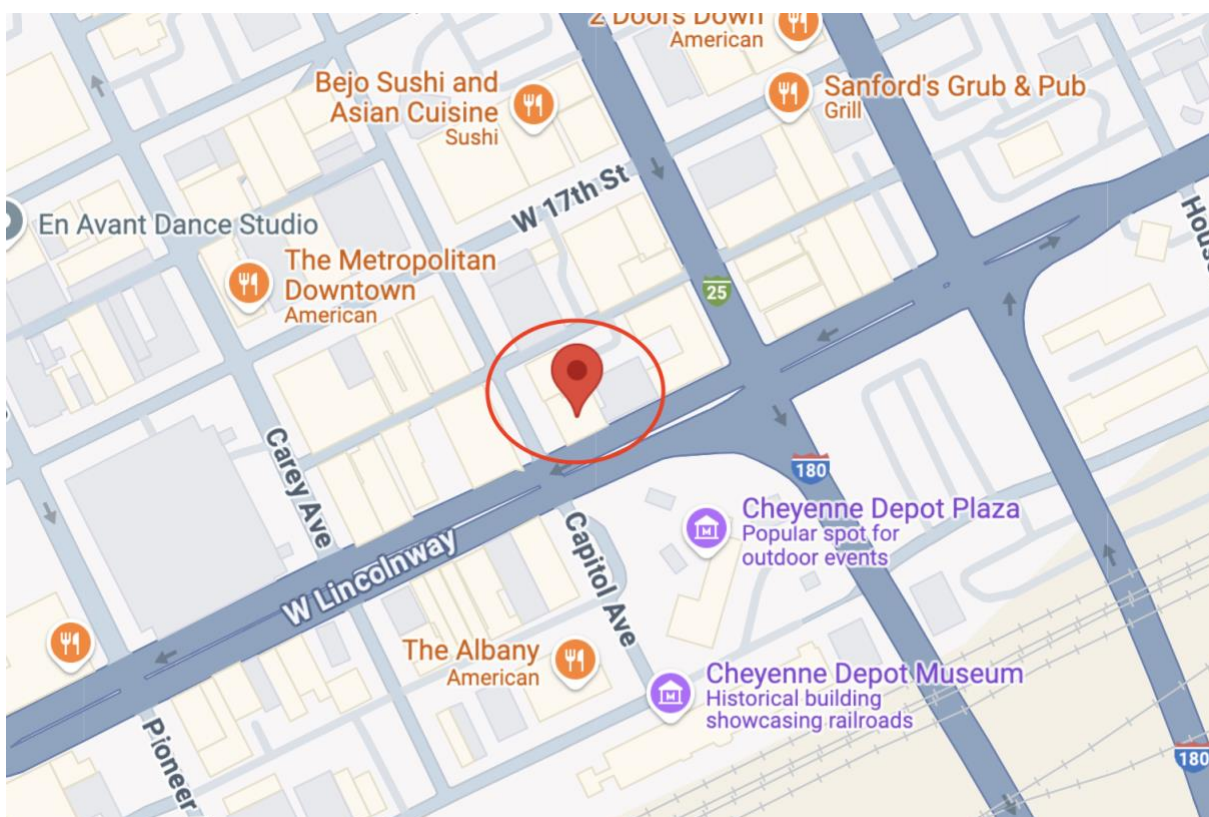 2 Doors Down
American
Bejo Sushi and
Asian Cuisine
Sushi
Sanford's Grub & Pub
Grill
W 17th St
En Avant Dance Studio
The Metropolitan
Downtown
American
25
Carey Ave
W Lincolnway
Capitol Ave
180
Cheyenne Depot Plaza
Popular spot for
outdoor events
The Albany
American
Cheyenne Depot Museum
Historical building
showcasing railroads
Pioneer
180